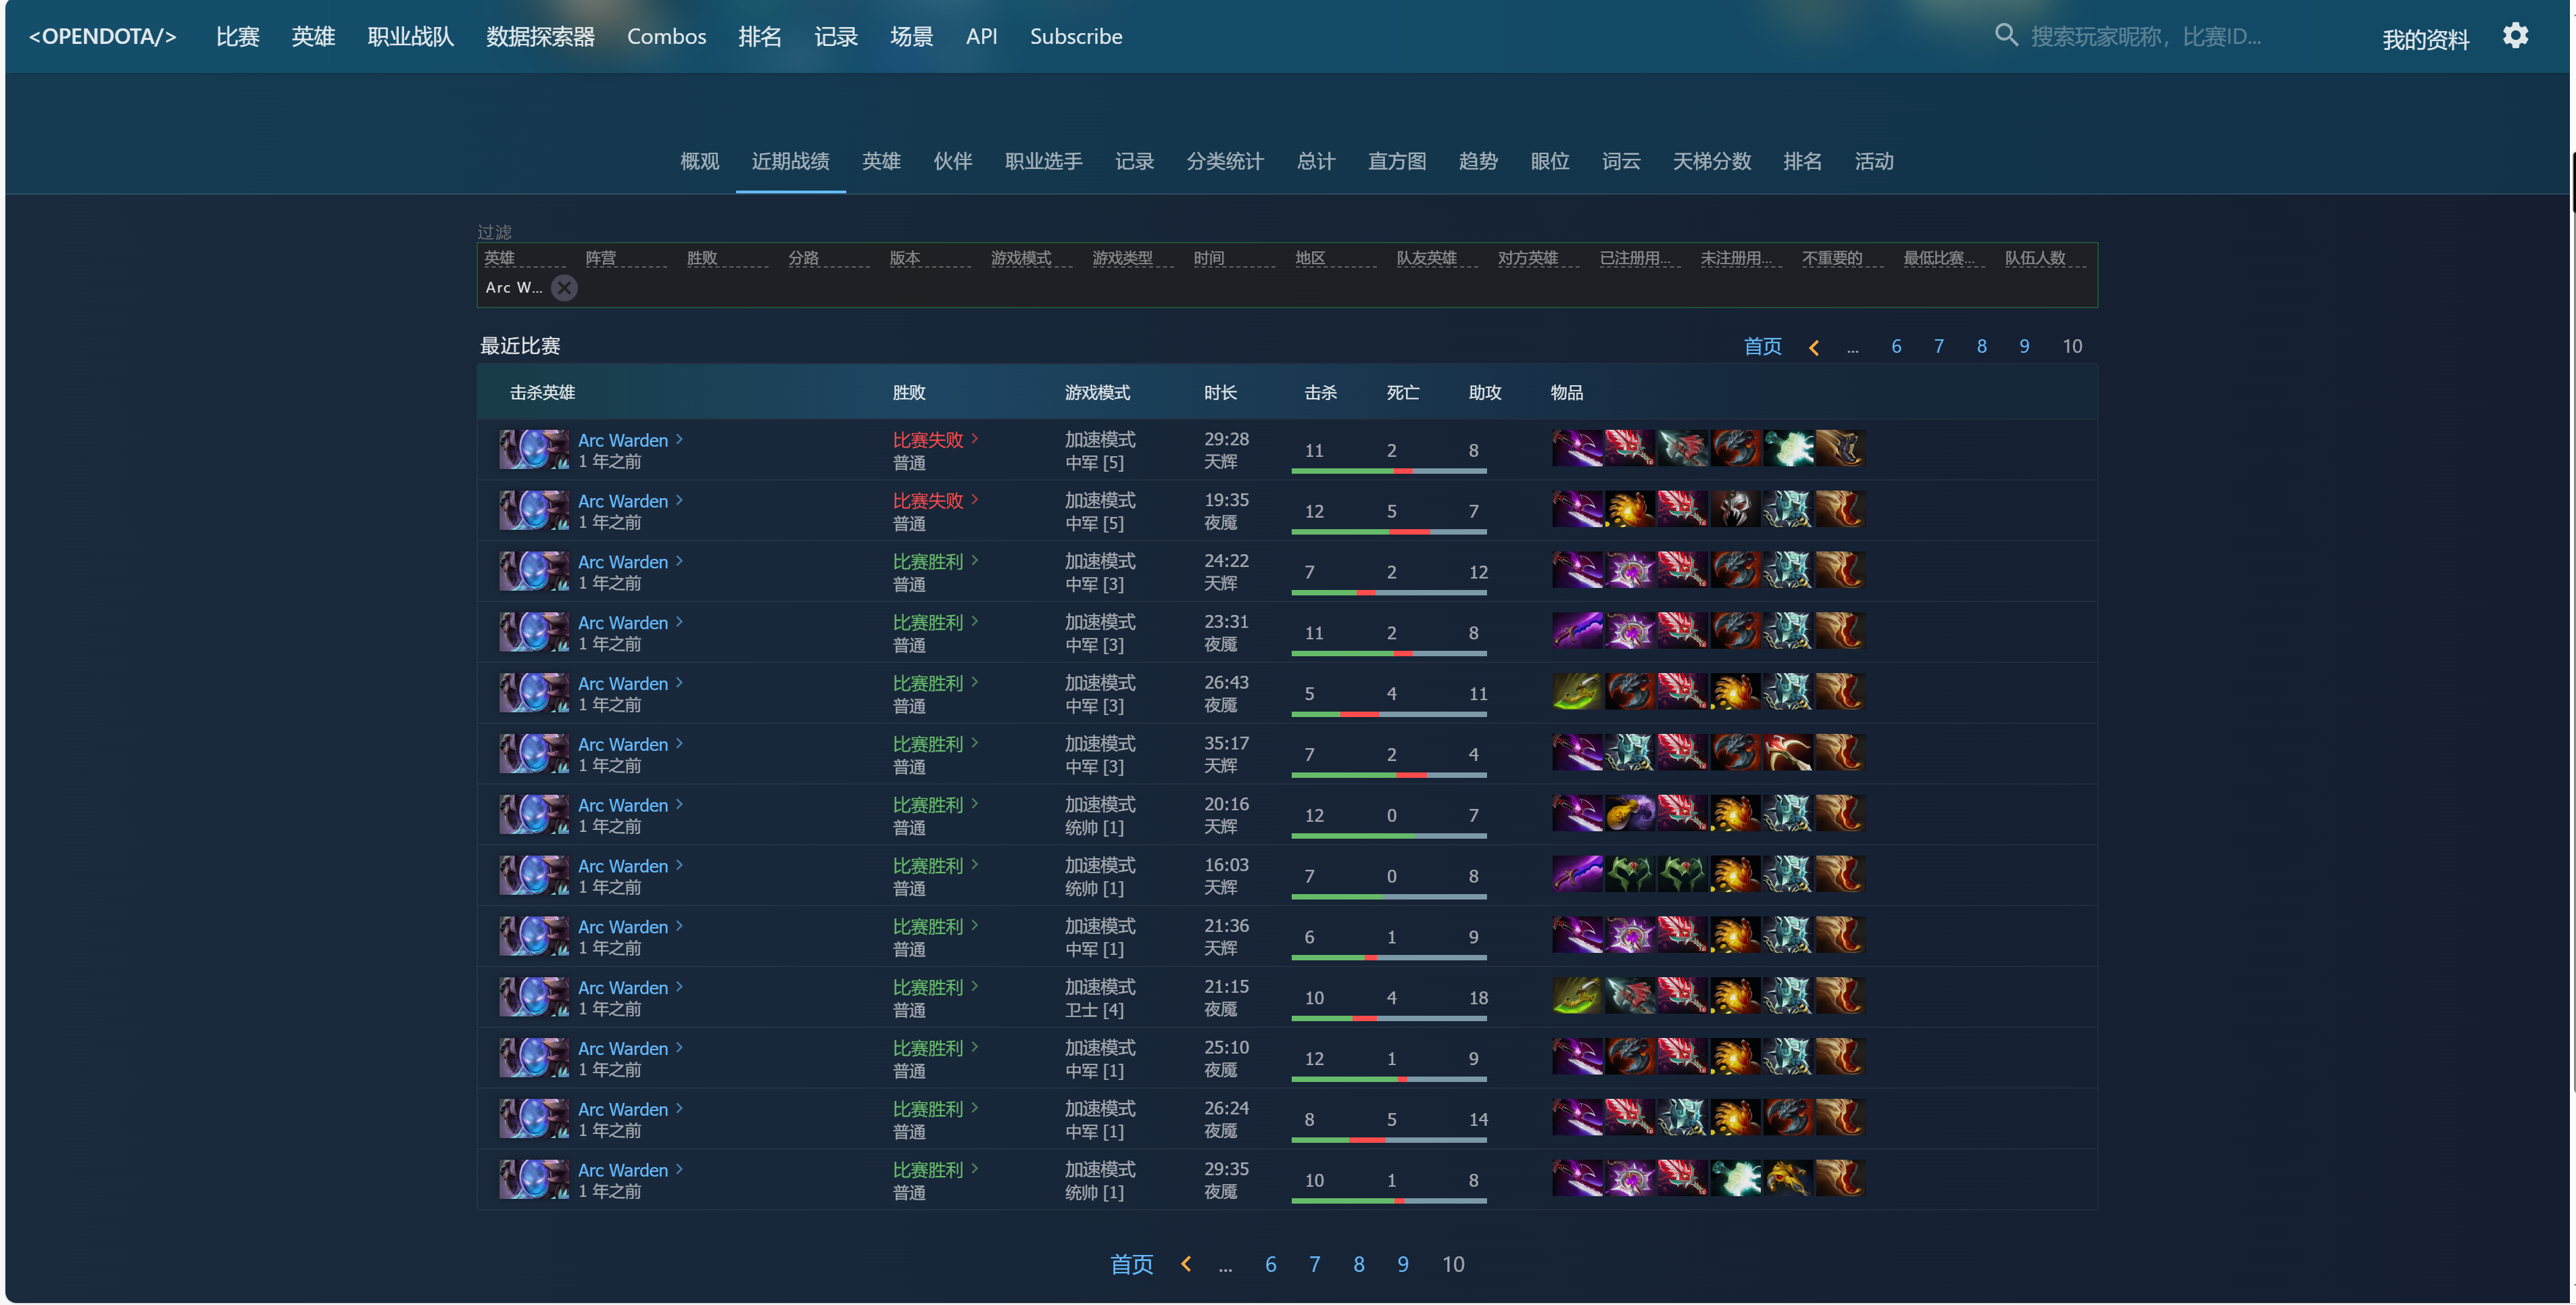 <OPENDOTA/> 比赛 英雄 职业战队 数据探索器 Combos 排名 记录 场景 API Subscribe 搜索玩家昵称，比赛ID... 我的资料
概观 近期战绩 英雄 伙伴 职业选手 记录 分类统计 总计 直方图 趋势 眼位 词云 天梯分数 排名 活动
过滤
英雄 阵营 胜败 分路 版本 游戏模式 游戏类型 时间 地区 队友英雄 对方英雄 已注册用... 未注册用... 不重要的 最低比赛... 队伍人数
Arc W...
最近比赛 首页 ... 6 7 8 9 10
击杀英雄 胜败 游戏模式 时长 击杀 死亡 助攻 物品
Arc Warden 比赛失败 加速模式 29:28 11 2 8
1 年之前 普通 中军 [5] 天辉
Arc Warden 比赛失败 加速模式 19:35 12 5 7
1 年之前 普通 中军 [5] 夜魇
Arc Warden 比赛胜利 加速模式 24:22 7 2 12
1 年之前 普通 中军 [3] 天辉
Arc Warden 比赛胜利 加速模式 23:31 11 2 8
1 年之前 普通 中军 [3] 夜魇
Arc Warden 比赛胜利 加速模式 26:43 5 4 11
1 年之前 普通 中军 [3] 夜魇
Arc Warden 比赛胜利 加速模式 35:17 7 2 4
1 年之前 普通 中军 [3] 天辉
Arc Warden 比赛胜利 加速模式 20:16 12 0 7
1 年之前 普通 统帅 [1] 天辉
Arc Warden 比赛胜利 加速模式 16:03 7 0 8
1 年之前 普通 统帅 [1] 天辉
Arc Warden 比赛胜利 加速模式 21:36 6 1 9
1 年之前 普通 中军 [1] 天辉
Arc Warden 比赛胜利 加速模式 21:15 10 4 18
1 年之前 普通 卫士 [4] 夜魇
Arc Warden 比赛胜利 加速模式 25:10 12 1 9
1 年之前 普通 中军 [1] 夜魇
Arc Warden 比赛胜利 加速模式 26:24 8 5 14
1 年之前 普通 中军 [1] 夜魇
Arc Warden 比赛胜利 加速模式 29:35 10 1 8
1 年之前 普通 统帅 [1] 夜魇
首页 ... 6 7 8 9 10